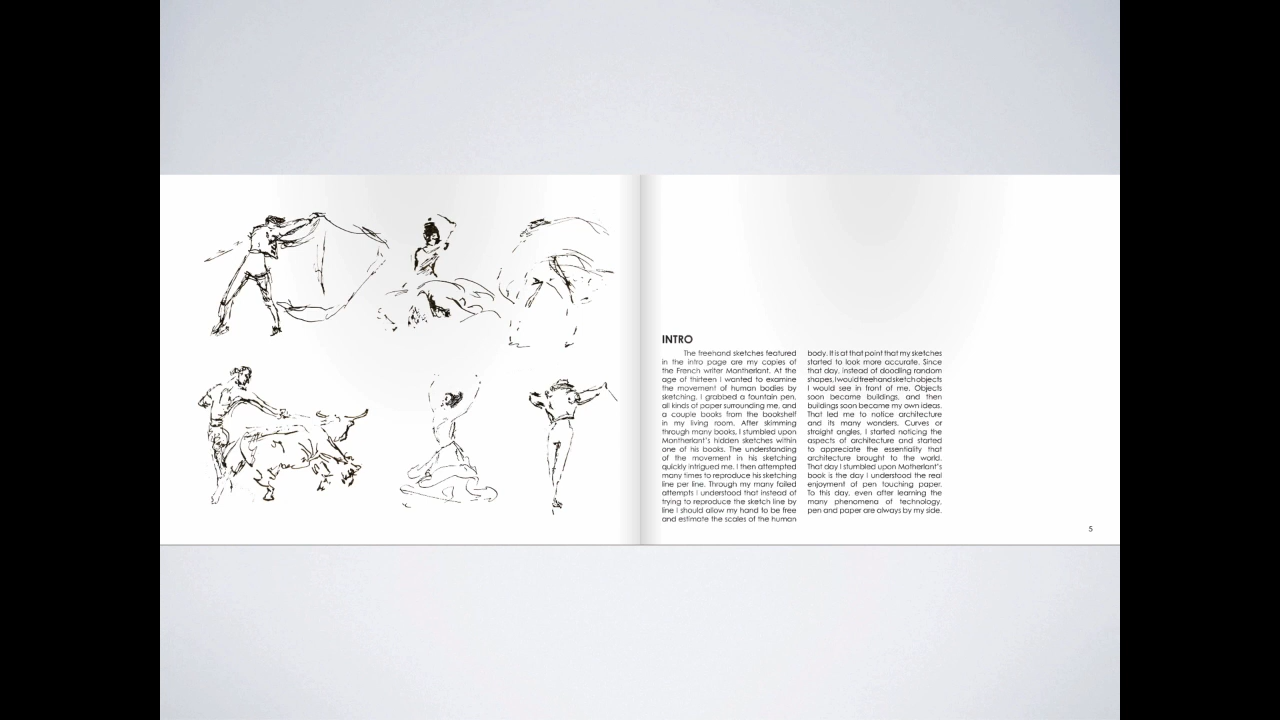 INTRO
The freehand sketches featured
in the intro page are my copies of
the French writer Montherlant. At the
age of thirteen I wanted to examine
the movement of human bodies by
sketching. I grabbed a fountain pen,
all kinds of paper surrounding me, and
a couple books from the bookshelf
in my living room. After skimming
through many books, I stumbled upon
Montherlant's hidden sketches within
one of his books. The understanding
of the movement in his sketching
quickly intrigued me. I then attempted
many times to reproduce his sketching
line per line. Through my many failed
attempts I understood that instead of
trying to reproduce the sketch line by
line I should allow my hand to be free
and estimate the scales of the human
body. It is at that point that my sketches
started to look more accurate. Since
that day, instead of doodling random
shapes, I would freehand sketch objects
I would see in front of me. Objects
soon became buildings, and then
buildings soon became my own ideas.
That led me to notice architecture
and its many wonders. Curves or
straight angles, I started noticing the
aspects of architecture and started
to appreciate the essentiality that
architecture brought to the world.
That day I stumbled upon Motherlant's
book is the day I understood the real
enjoyment of pen touching paper.
To this day, even after learning the
many phenomena of technology,
pen and paper are always by my side.
5